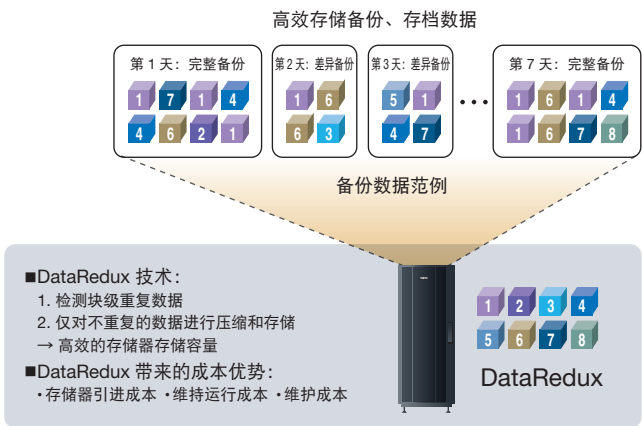 高效存储备份、存档数据
第 1 天：完整备份
1 7 1 4
4 6 2 1
第 2 天：差异备份
1 6
6 3
第 3 天：差异备份
5 1
4 7
···
第 7 天：完整备份
1 6 1 4
1 6 7 8
备份数据范例
■DataRedux 技术：
1. 检测块级重复数据
2. 仅对不重复的数据进行压缩和存储
→ 高效的存储器存储容量
■DataRedux 带来的成本优势：
・存储器引进成本 ・维持运行成本 ・维护成本
1 2 3 4
5 6 7 8
DataRedux